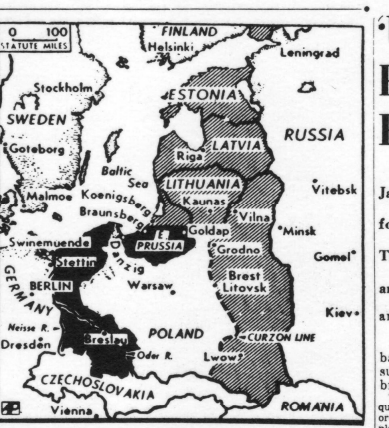 0 100
STATUTE MILES
FINLAND
Helsinki
Leningrad
Stockholm
ESTONIA
SWEDEN
RUSSIA
Goteborg
LATVIA
Riga
Baltic
Sea
LITHUANIA
Malmoe
Koenigsberg
Kaunas
Vitebsk
Braunsberg
Vilna
Minsk
Swinemuende
Danzig
E.
PRUSSIA
Goldap
Grodno
Gomel
Stettin
GERMANY
BERLIN
Warsaw
Brest
Litovsk
Kiev
Neisse R.
Breslau
POLAND
CURZON LINE
Dresden
Oder R.
Lwow
CZECHOSLOVAKIA
AP
Vienna
ROMANIA